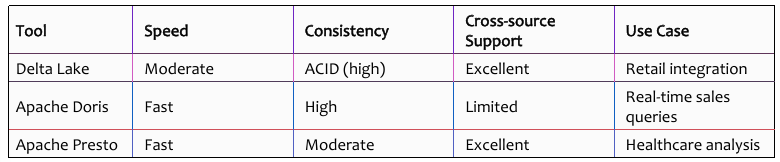 Tool Speed Consistency Cross-source Support Use Case
Delta Lake Moderate ACID (high) Excellent Retail integration
Apache Doris Fast High Limited Real-time sales queries
Apache Presto Fast Moderate Excellent Healthcare analysis